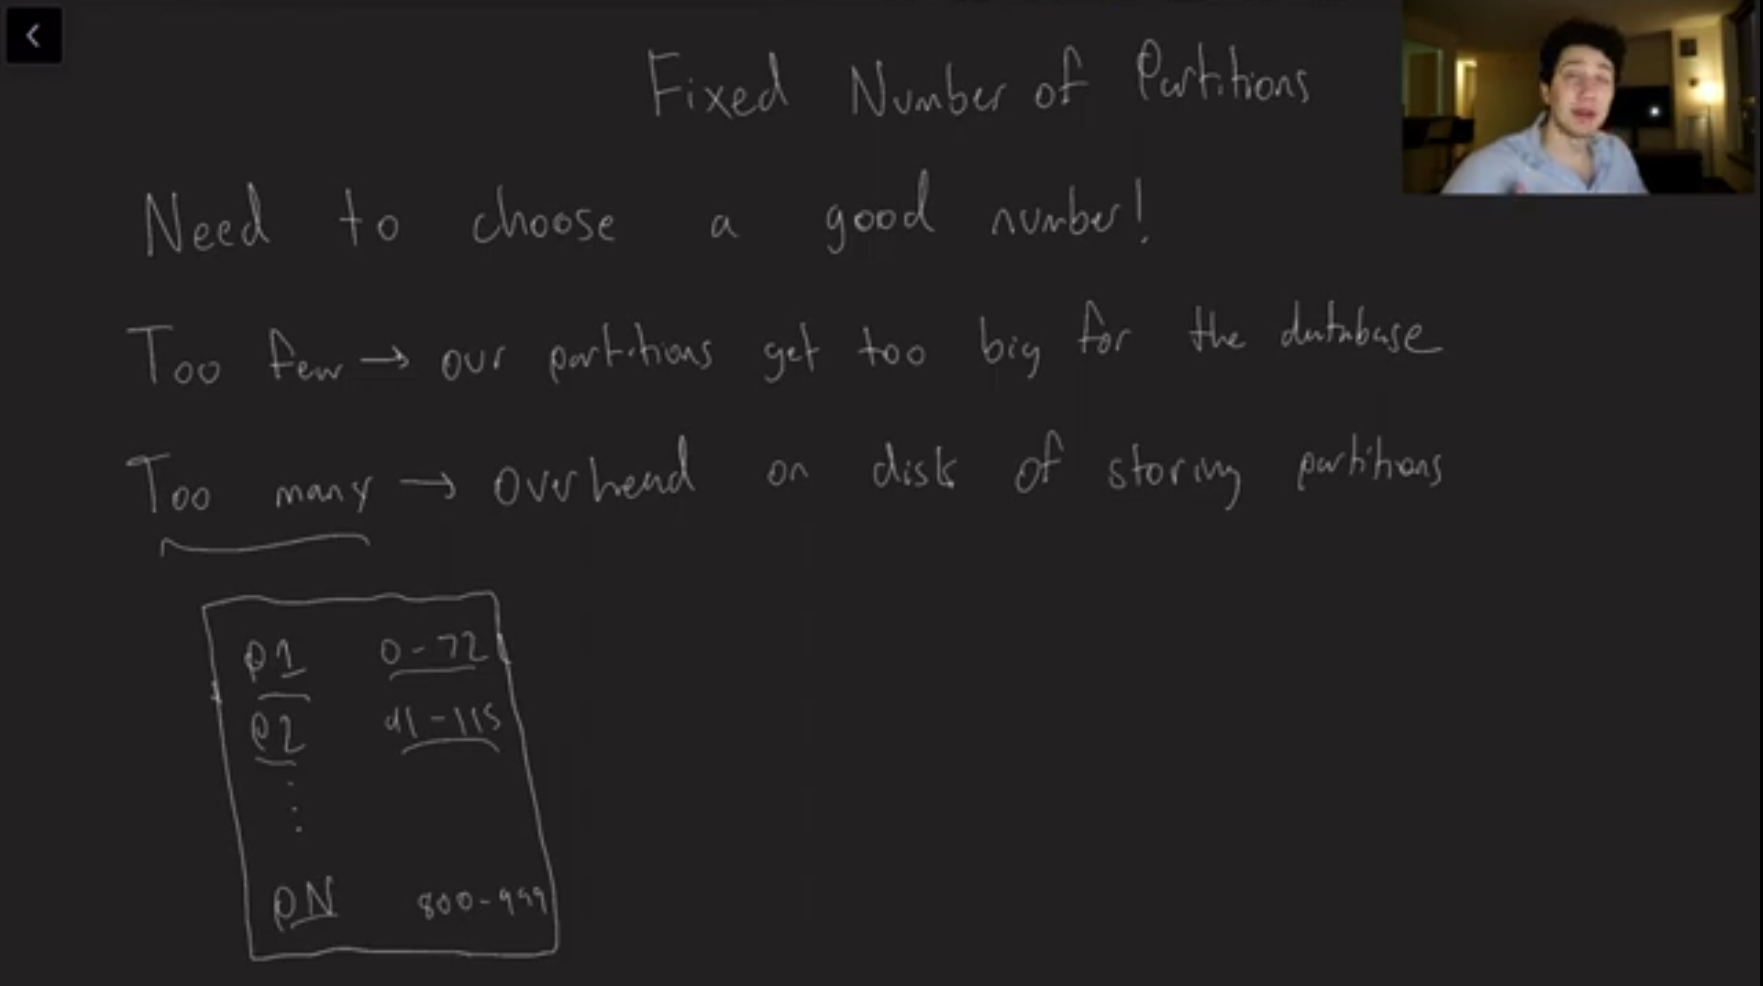 Fixed Number of Partitions
Need to choose a good number!
Too few → our partitions get too big for the database
Too many → overhead on disk of storing partitions
P1 0-72
P2 91-115
PN 800-999